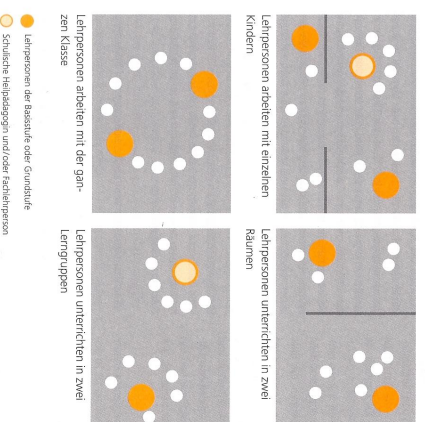 Lehrpersonen arbeiten mit einzelnen
Kindern
Lehrpersonen unterrichten in zwei
Räumen
Lehrpersonen arbeiten mit der gan-
zen Klasse
Lehrpersonen unterrichten in zwei
Lerngruppen
Lehrpersonen der Basisstufe oder Grundstufe
Schulische Heilpädagogin und/oder Fachlehrperson